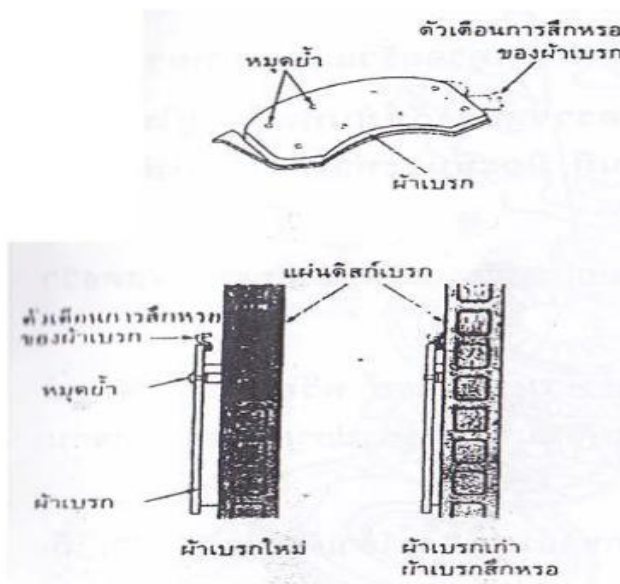 ตัวเตือนการสึกหรอ
ของผ้าเบรก
หมุดย้ำ
ผ้าเบรก
แผ่นดิสก์เบรก
ตัวเตือนการสึกหรอ
ของผ้าเบรก
หมุดย้ำ
ผ้าเบรก
ผ้าเบรกใหม่
ผ้าเบรกเก่า
ผ้าเบรกสึกหรอ